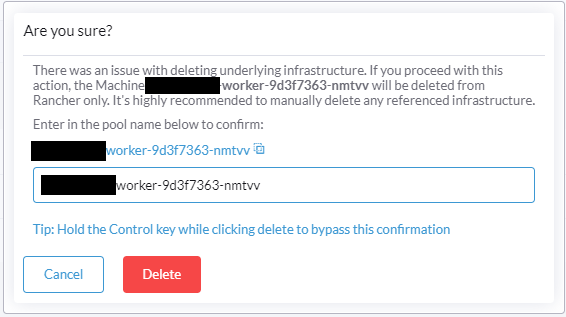 Are you sure?
There was an issue with deleting underlying infrastructure. If you proceed with this
action, the Machine -worker-9d3f7363-nmtvv will be deleted from
Rancher only. It's highly recommended to manually delete any referenced infrastructure.
Enter in the pool name below to confirm:
worker-9d3f7363-nmtvv
worker-9d3f7363-nmtvv
Tip: Hold the Control key while clicking delete to bypass this confirmation
Cancel
Delete